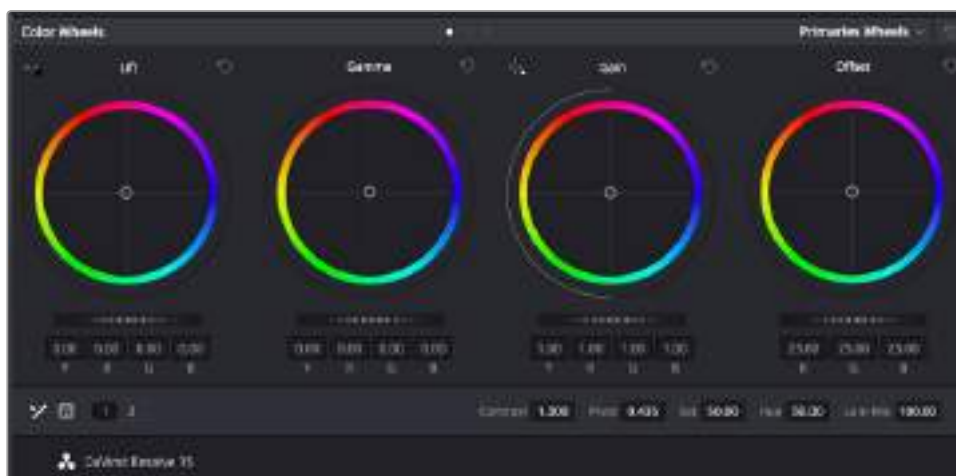 Color Wheels Primaries Wheels
Lift Gamma Gain Offset
0.00 0.00 0.00 0.00 0.00 0.00 0.00 0.00 1.00 1.00 1.00 1.00 25.00 25.00 25.00
Y R G B Y R G B Y R G B R G B
1 2 Contrast 1.000 Pivot 0.435 Sat 50.00 Hue 50.00 Lum Mix 100.00
DaVinci Resolve 15